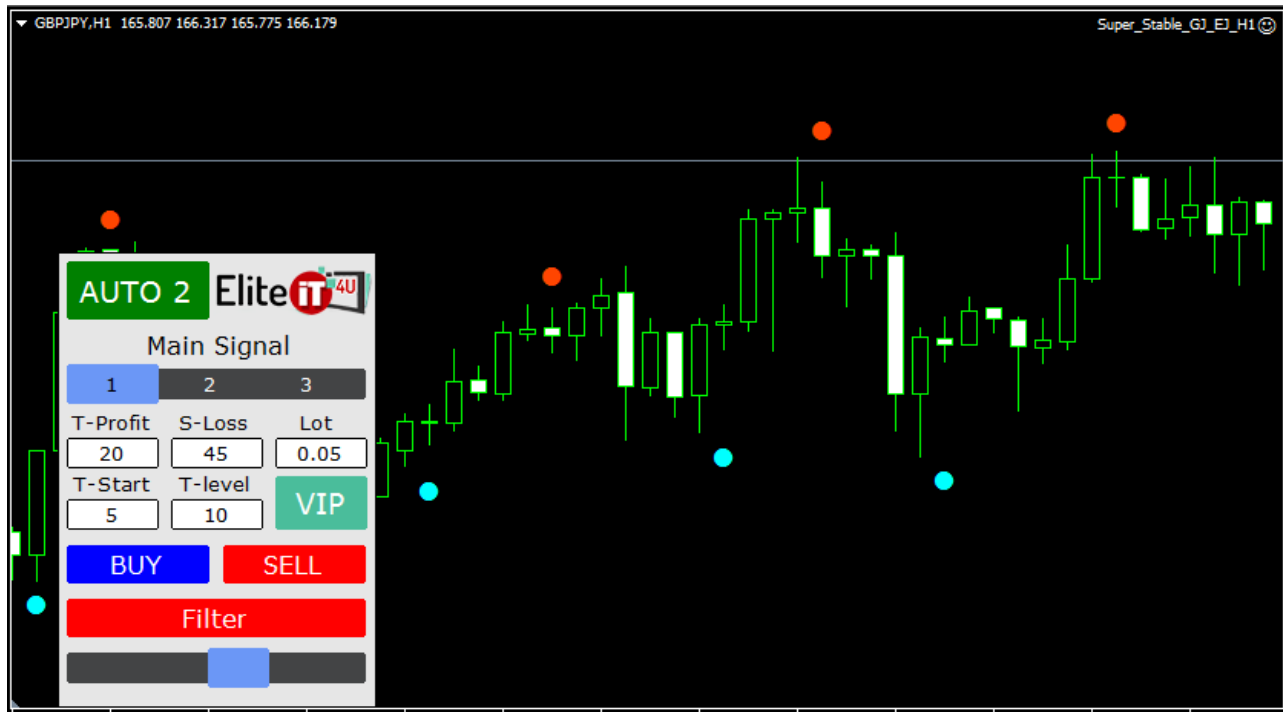 GBPJPY,H1 165.807 166.317 165.775 166.179
Super_Stable_GJ_EJ_H1
AUTO 2
Elite iT 4U
Main Signal
1 2 3
T-Profit S-Loss Lot
20 45 0.05
T-Start T-level
VIP
5 10
BUY SELL
Filter